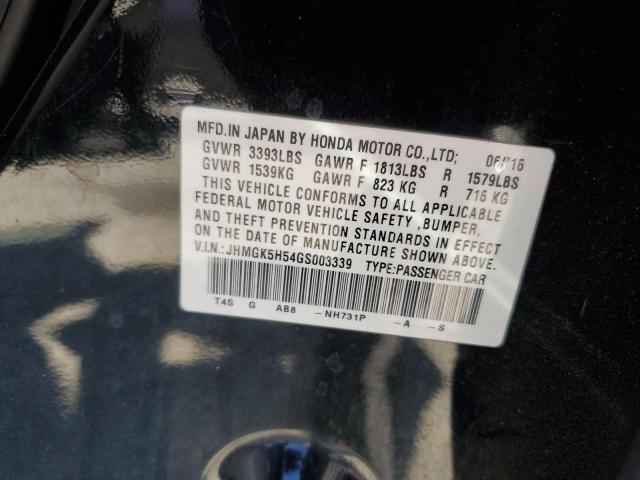 MFD.IN JAPAN BY HONDA MOTOR CO.,LTD; 06/'16
GVWR 3393LBS GAWR F 1813LBS R 1579LBS
GVWR 1539KG GAWR F 823 KG R 716 KG
THIS VEHICLE CONFORMS TO ALL APPLICABLE
FEDERAL MOTOR VEHICLE SAFETY ,BUMPER,
AND THEFT PREVENTION STANDARDS IN EFFECT
ON THE DATE OF MANUFACTURE SHOWN ABOVE.
V.I.N.: JHMGK5H54GS003339 TYPE:PASSENGER CAR
T4S G AB8 -NH731P -A -S